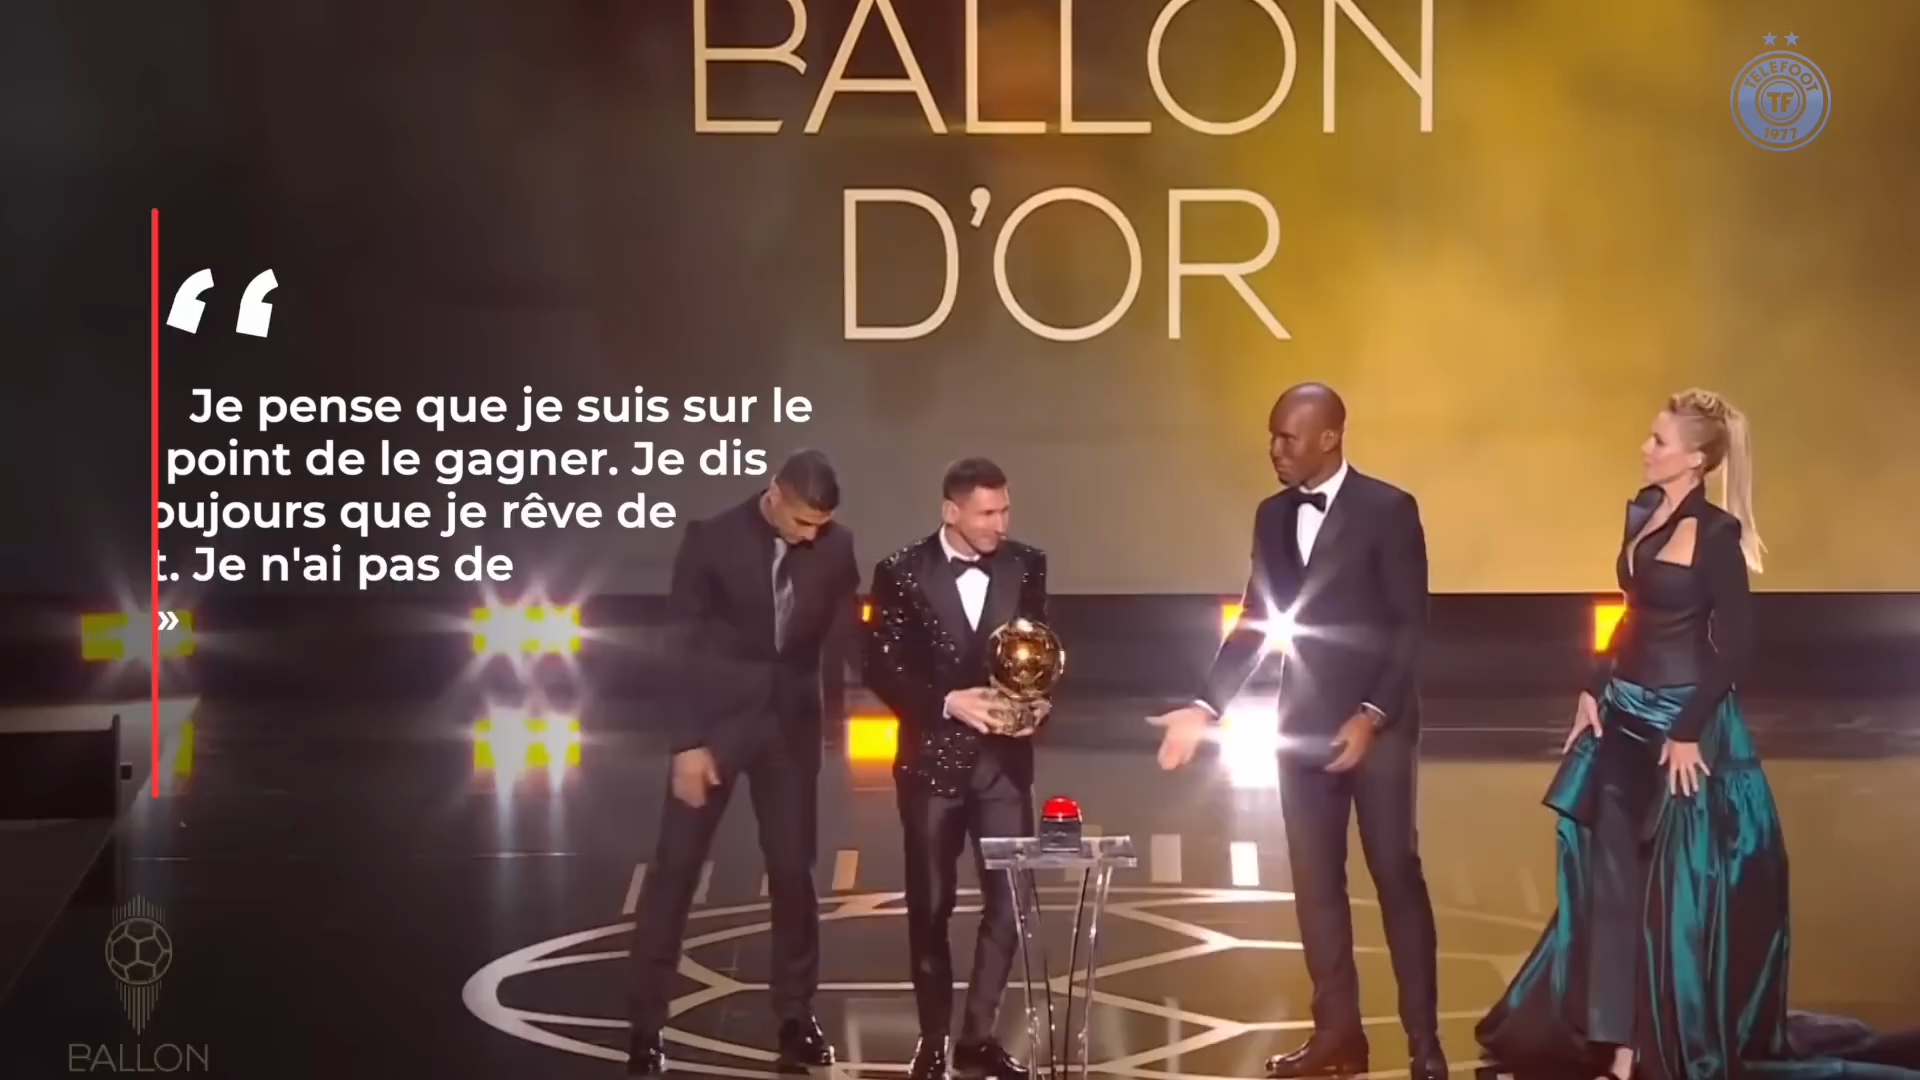 BALLON
D'OR
TELEFOOT
TF
1977
“
Je pense que je suis sur le
point de le gagner. Je dis
oujours que je rêve de
t. Je n'ai pas de
»
BALLON